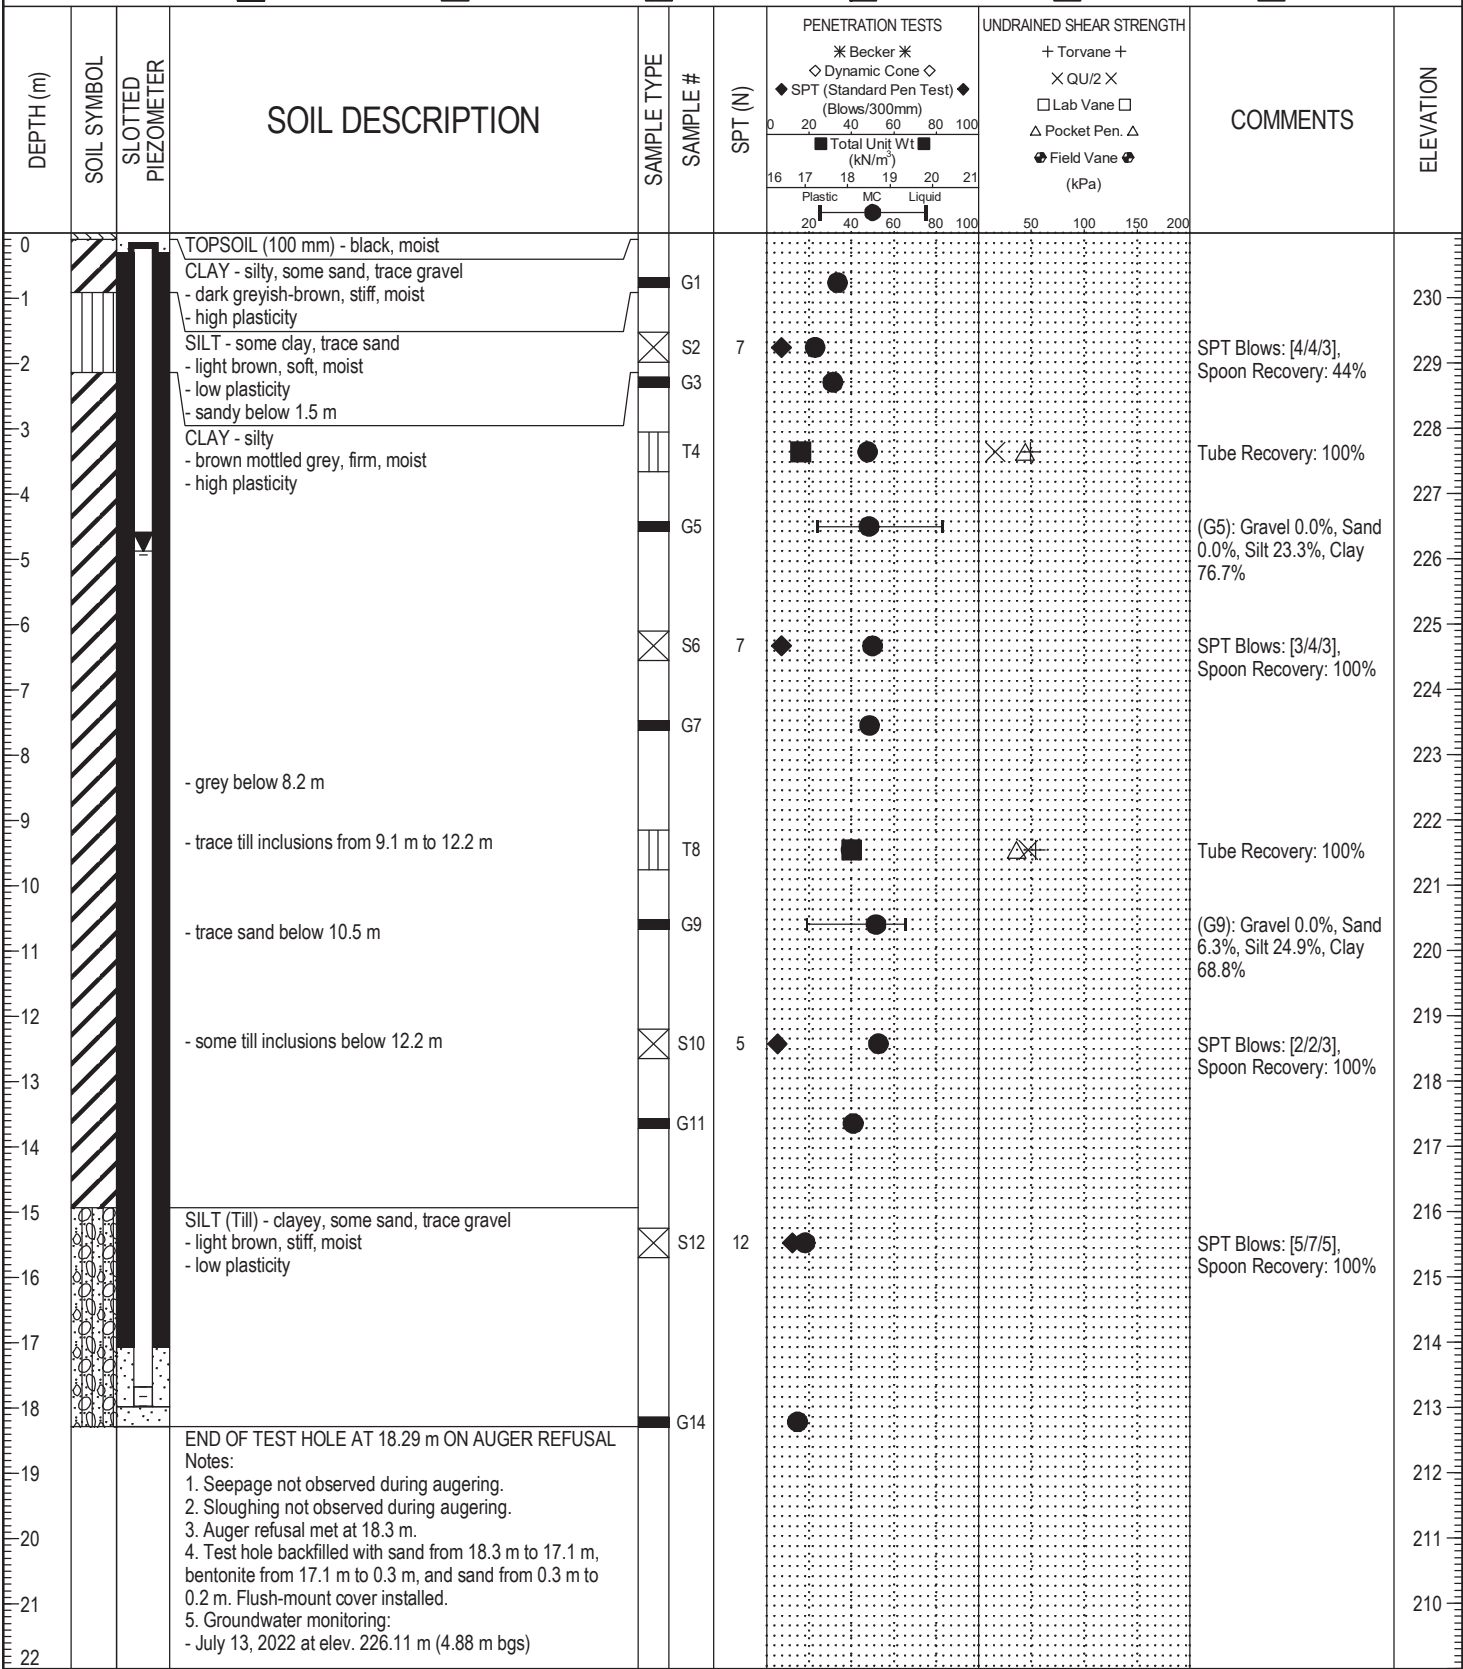 DEPTH (m)
SOIL SYMBOL
SLOTTED
PIEZOMETER
SOIL DESCRIPTION
SAMPLE TYPE
SAMPLE #
SPT (N)
PENETRATION TESTS
Becker
Dynamic Cone
SPT (Standard Pen Test)
(Blows/300mm)
0 20 40 60 80 100
Total Unit Wt
(kN/m³)
16 17 18 19 20 21
Plastic MC Liquid
20 40 60 80 100
UNDRAINED SHEAR STRENGTH
+ Torvane +
× QU/2 ×
□ Lab Vane □
△ Pocket Pen. △
Field Vane
(kPa)
50 100 150 200
COMMENTS
ELEVATION
0
TOPSOIL (100 mm) - black, moist
CLAY - silty, some sand, trace gravel
G1
- dark greyish-brown, stiff, moist
1
230
- high plasticity
SILT - some clay, trace sand
S2 7
SPT Blows: [4/4/3],
Spoon Recovery: 44%
- light brown, soft, moist
2
229
- low plasticity
G3
- sandy below 1.5 m
3
228
CLAY - silty
- brown mottled grey, firm, moist
T4
Tube Recovery: 100%
- high plasticity
4
227
G5
(G5): Gravel 0.0%, Sand
0.0%, Silt 23.3%, Clay
76.7%
5
226
6
225
S6 7
SPT Blows: [3/4/3],
Spoon Recovery: 100%
7
224
G7
8
223
- grey below 8.2 m
9
222
- trace till inclusions from 9.1 m to 12.2 m
T8
Tube Recovery: 100%
10
221
G9
- trace sand below 10.5 m
(G9): Gravel 0.0%, Sand
6.3%, Silt 24.9%, Clay
68.8%
11
220
12
219
- some till inclusions below 12.2 m
S10 5
SPT Blows: [2/2/3],
Spoon Recovery: 100%
13
218
G11
14
217
15
216
SILT (Till) - clayey, some sand, trace gravel
- light brown, stiff, moist
S12 12
SPT Blows: [5/7/5],
Spoon Recovery: 100%
- low plasticity
16
215
17
214
18
213
G14
END OF TEST HOLE AT 18.29 m ON AUGER REFUSAL
Notes:
19
212
1. Seepage not observed during augering.
2. Sloughing not observed during augering.
3. Auger refusal met at 18.3 m.
20
211
4. Test hole backfilled with sand from 18.3 m to 17.1 m,
bentonite from 17.1 m to 0.3 m, and sand from 0.3 m to
0.2 m. Flush-mount cover installed.
21
210
5. Groundwater monitoring:
- July 13, 2022 at elev. 226.11 m (4.88 m bgs)
22